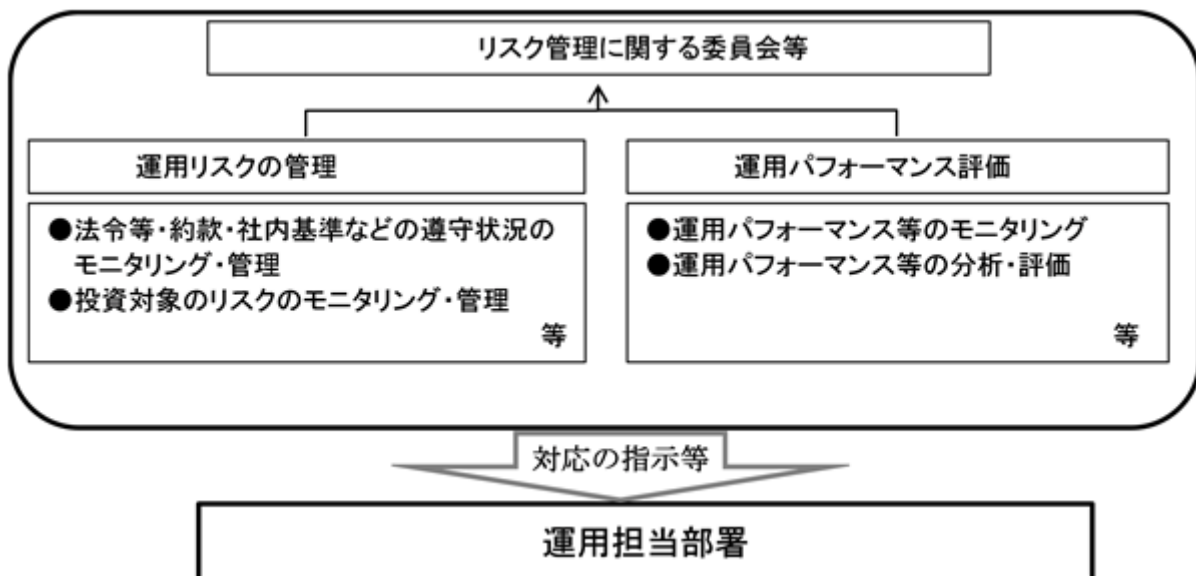 リスク管理に関する委員会等
運用リスクの管理
●法令等・約款・社内基準などの遵守状況の
モニタリング・管理
●投資対象のリスクのモニタリング・管理
等
運用パフォーマンス評価
●運用パフォーマンス等のモニタリング
●運用パフォーマンス等の分析・評価
等
対応の指示等
運用担当部署